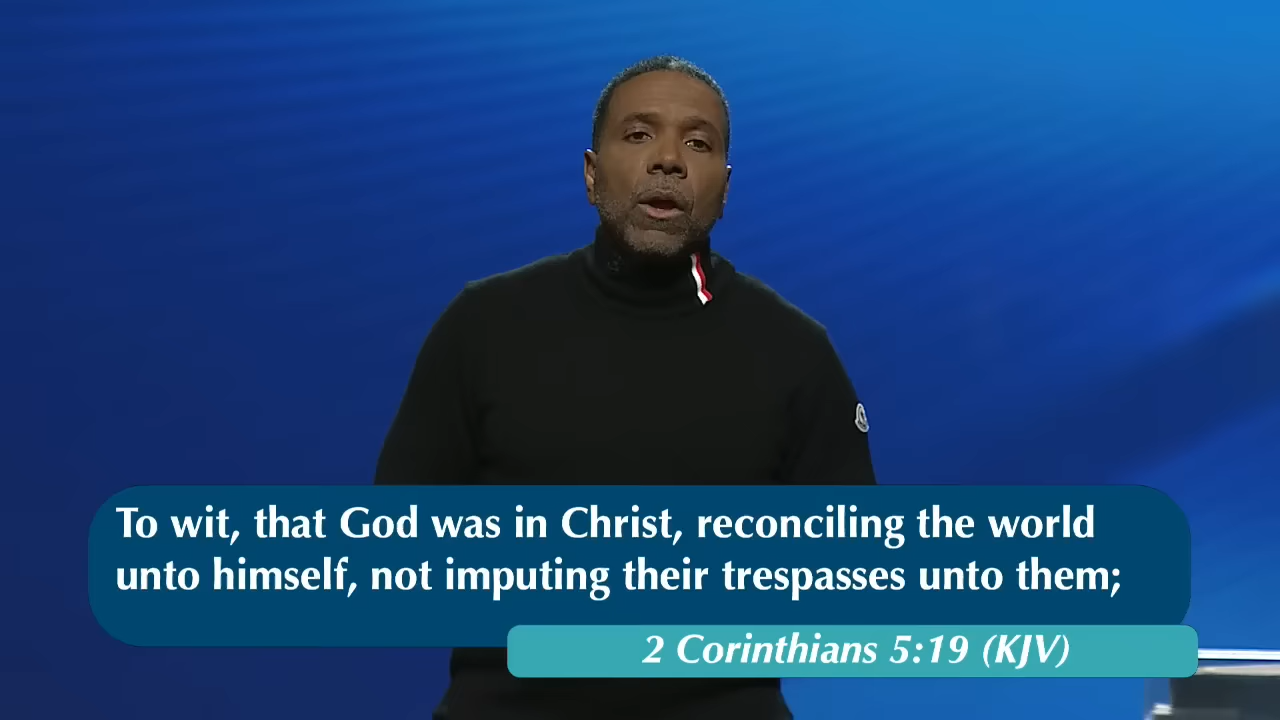 To wit, that God was in Christ, reconciling the world
unto himself, not imputing their trespasses unto them;
2 Corinthians 5:19 (KJV)